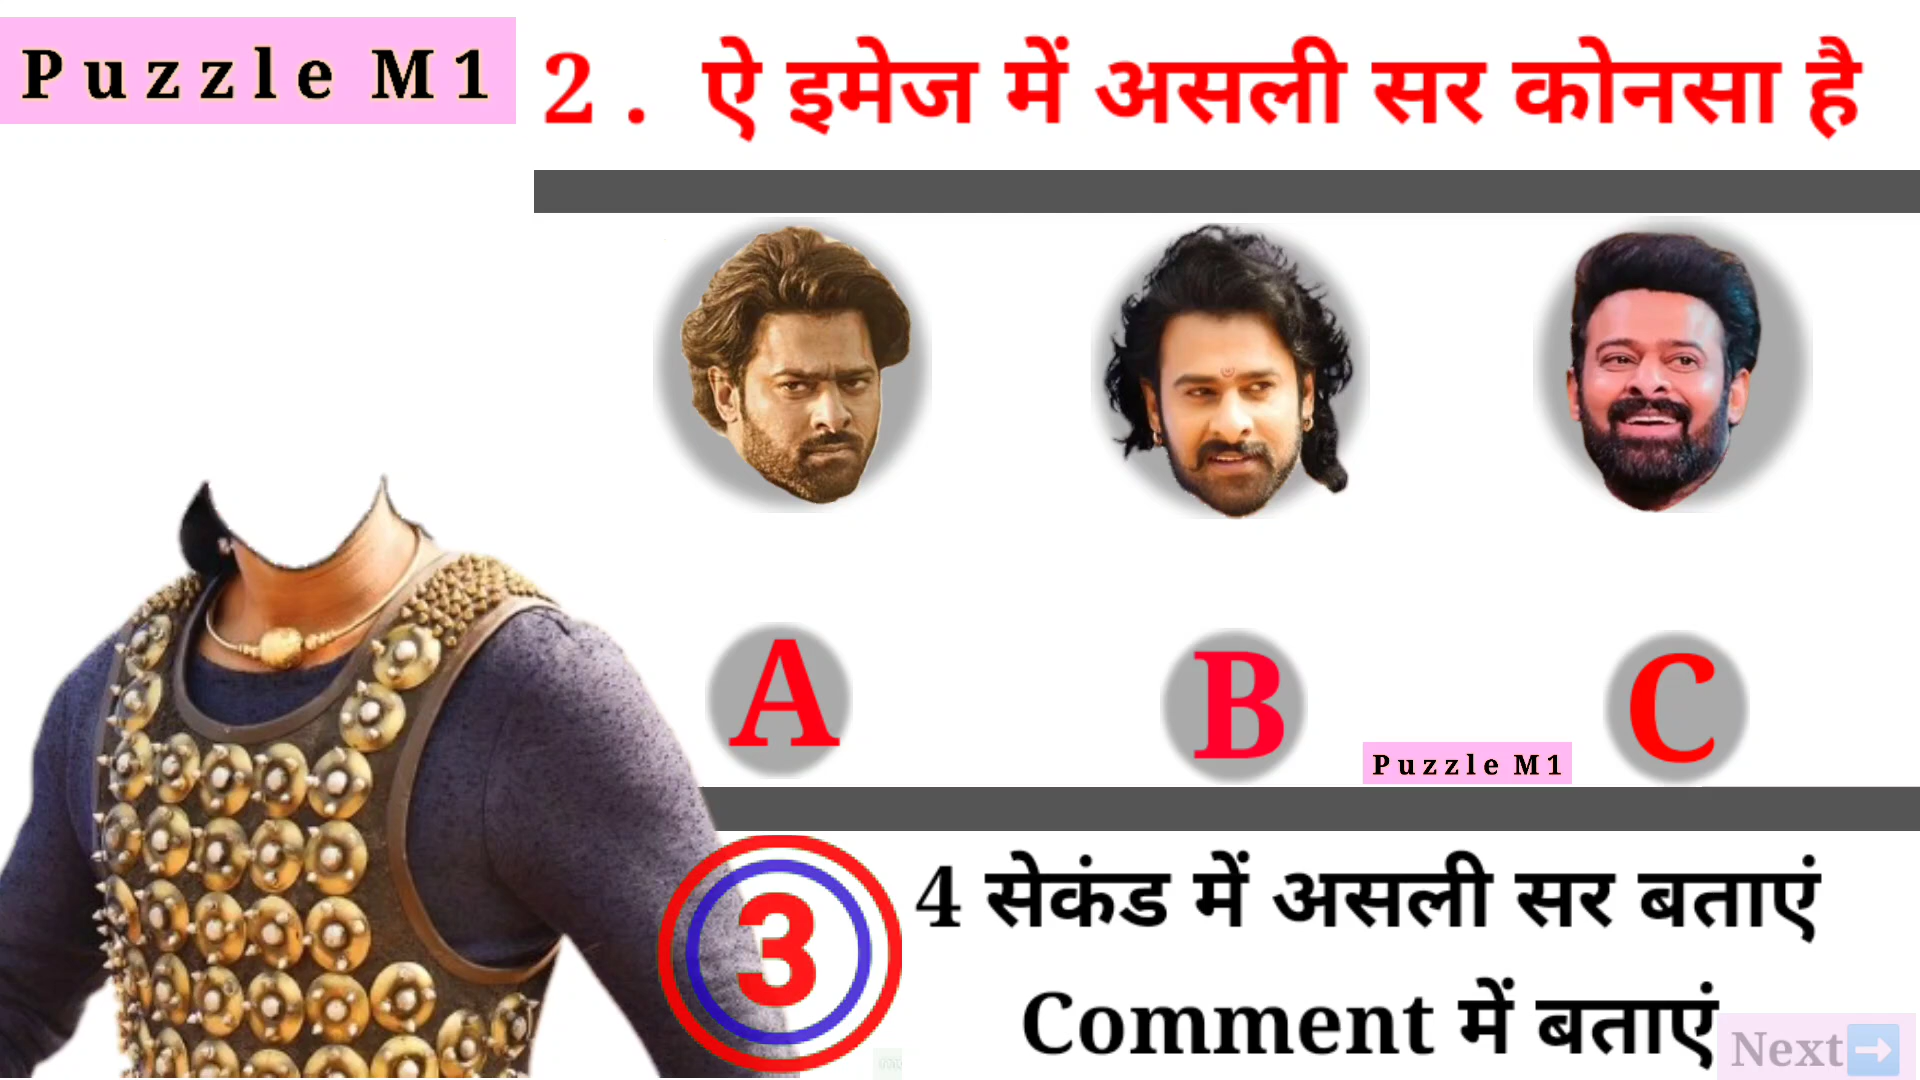 Puzzle M1
2. ऐ इमेज में असली सर कोनसा है
A
B
C
Puzzle M1
3
4 सेकंड में असली सर बताएं
Comment में बताएं
Next